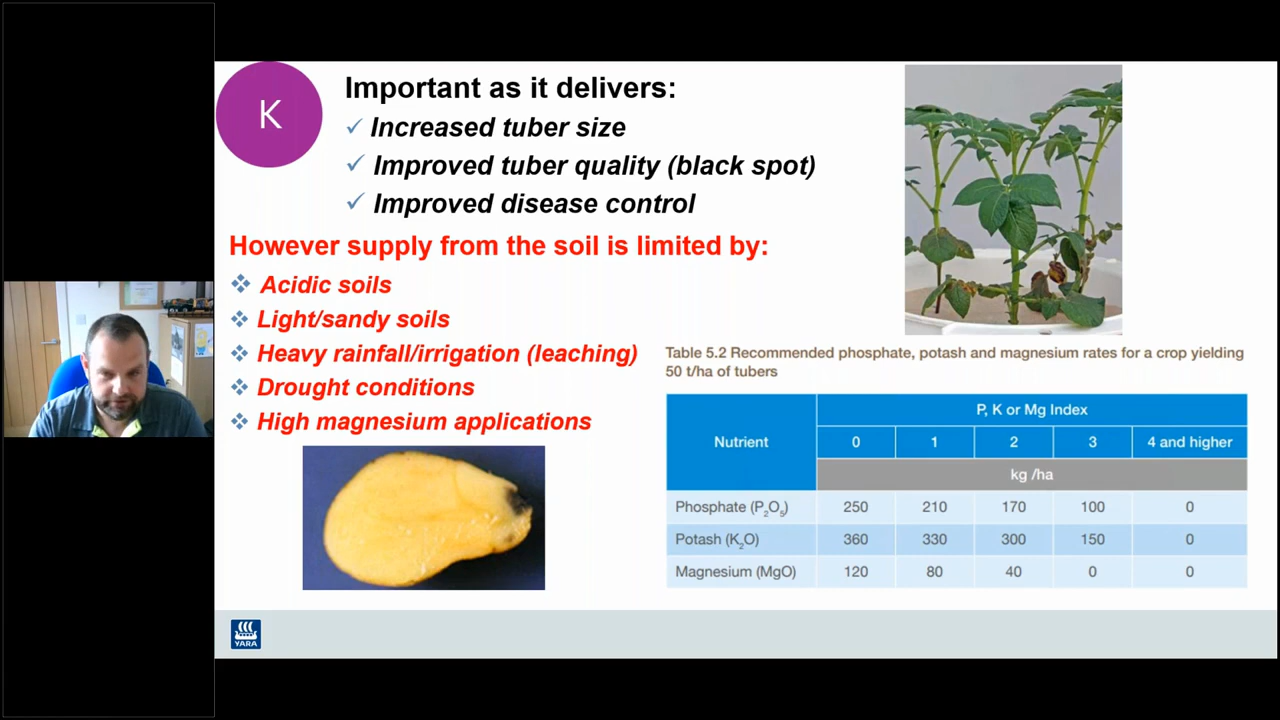 K
Important as it delivers:
✓ Increased tuber size
✓ Improved tuber quality (black spot)
✓ Improved disease control
However supply from the soil is limited by:
❖ Acidic soils
❖ Light/sandy soils
❖ Heavy rainfall/irrigation (leaching)
❖ Drought conditions
❖ High magnesium applications
Table 5.2 Recommended phosphate, potash and magnesium rates for a crop yielding
50 t/ha of tubers
Nutrient
P, K or Mg Index
0 1 2 3 4 and higher
kg /ha
Phosphate (P₂O₅) 250 210 170 100 0
Potash (K₂O) 360 330 300 150 0
Magnesium (MgO) 120 80 40 0 0
YARA